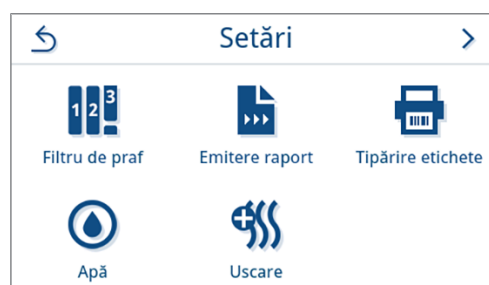 Setări
1 2 3
Filtru de praf
Emitere raport
Tipărire etichete
Apă
Uscare